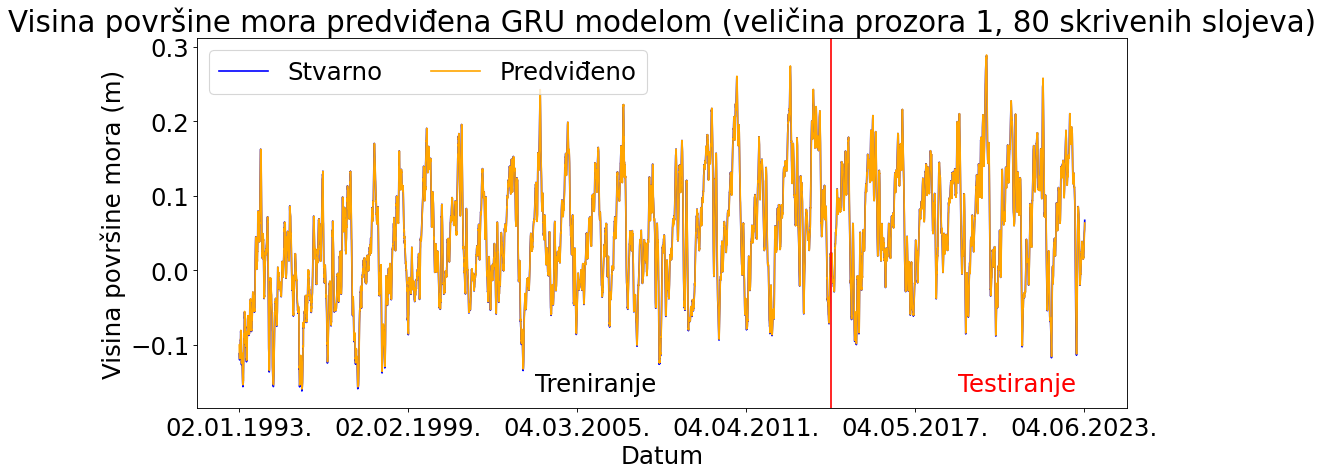 Visina površine mora predviđena GRU modelom (veličina prozora 1, 80 skrivenih slojeva)
Stvarno Predviđeno
Visina površine mora (m)
0.3
0.2
0.1
0.0
−0.1
Treniranje Testiranje
02.01.1993. 02.02.1999. 04.03.2005. 04.04.2011. 04.05.2017. 04.06.2023.
Datum